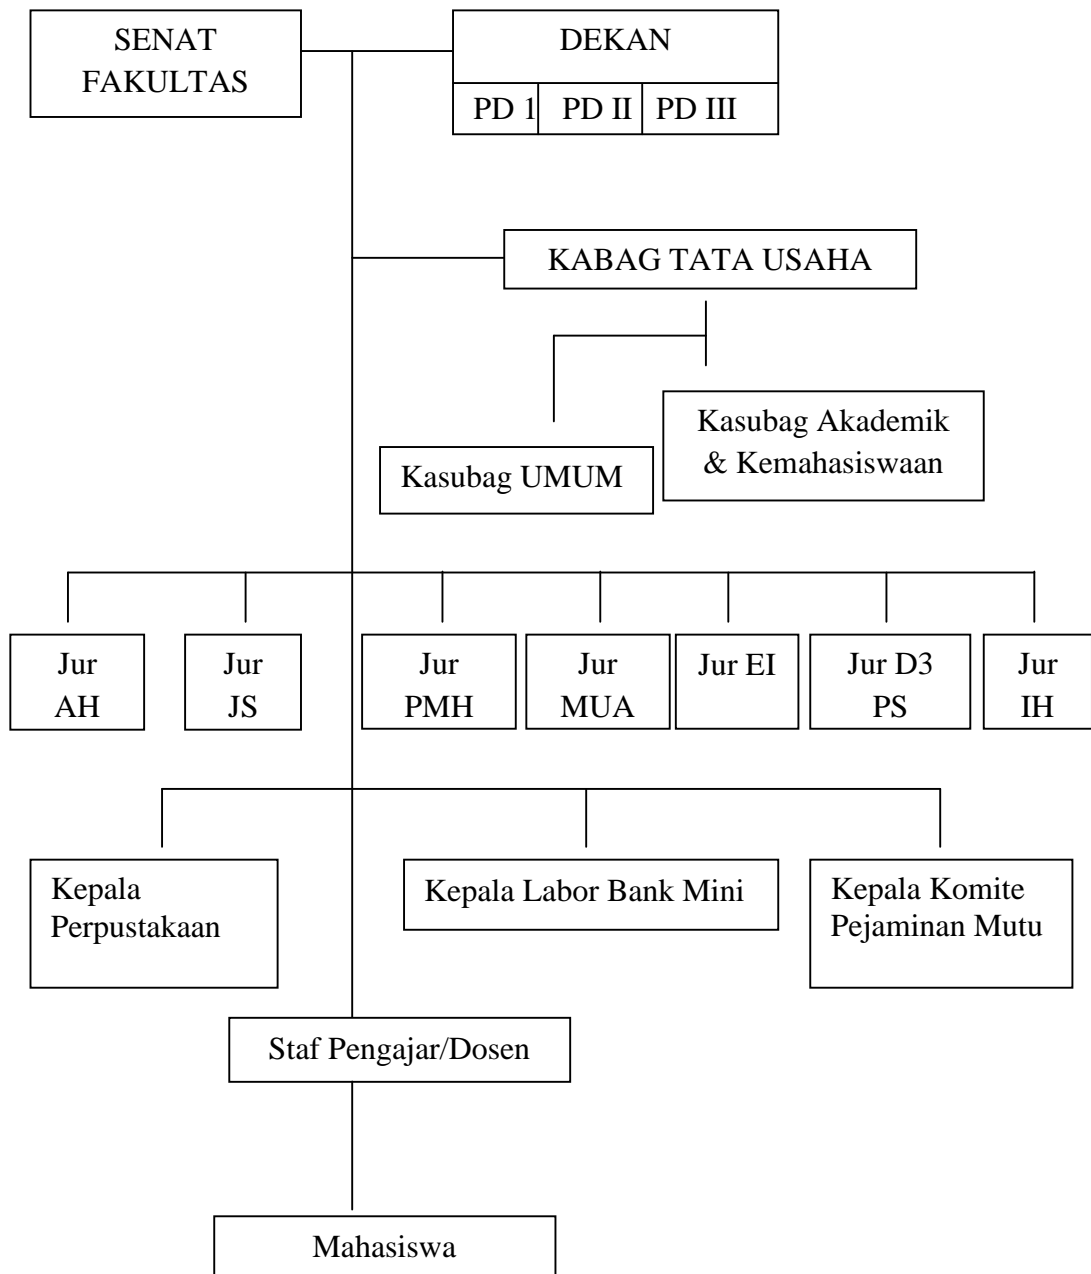 SENAT
FAKULTAS
DEKAN
PD 1 PD II PD III
KABAG TATA USAHA
Kasubag UMUM
Kasubag Akademik
& Kemahasiswaan
Jur
AH
Jur
JS
Jur
PMH
Jur
MUA
Jur EI
Jur D3
PS
Jur
IH
Kepala
Perpustakaan
Kepala Labor Bank Mini
Kepala Komite
Pejaminan Mutu
Staf Pengajar/Dosen
Mahasiswa